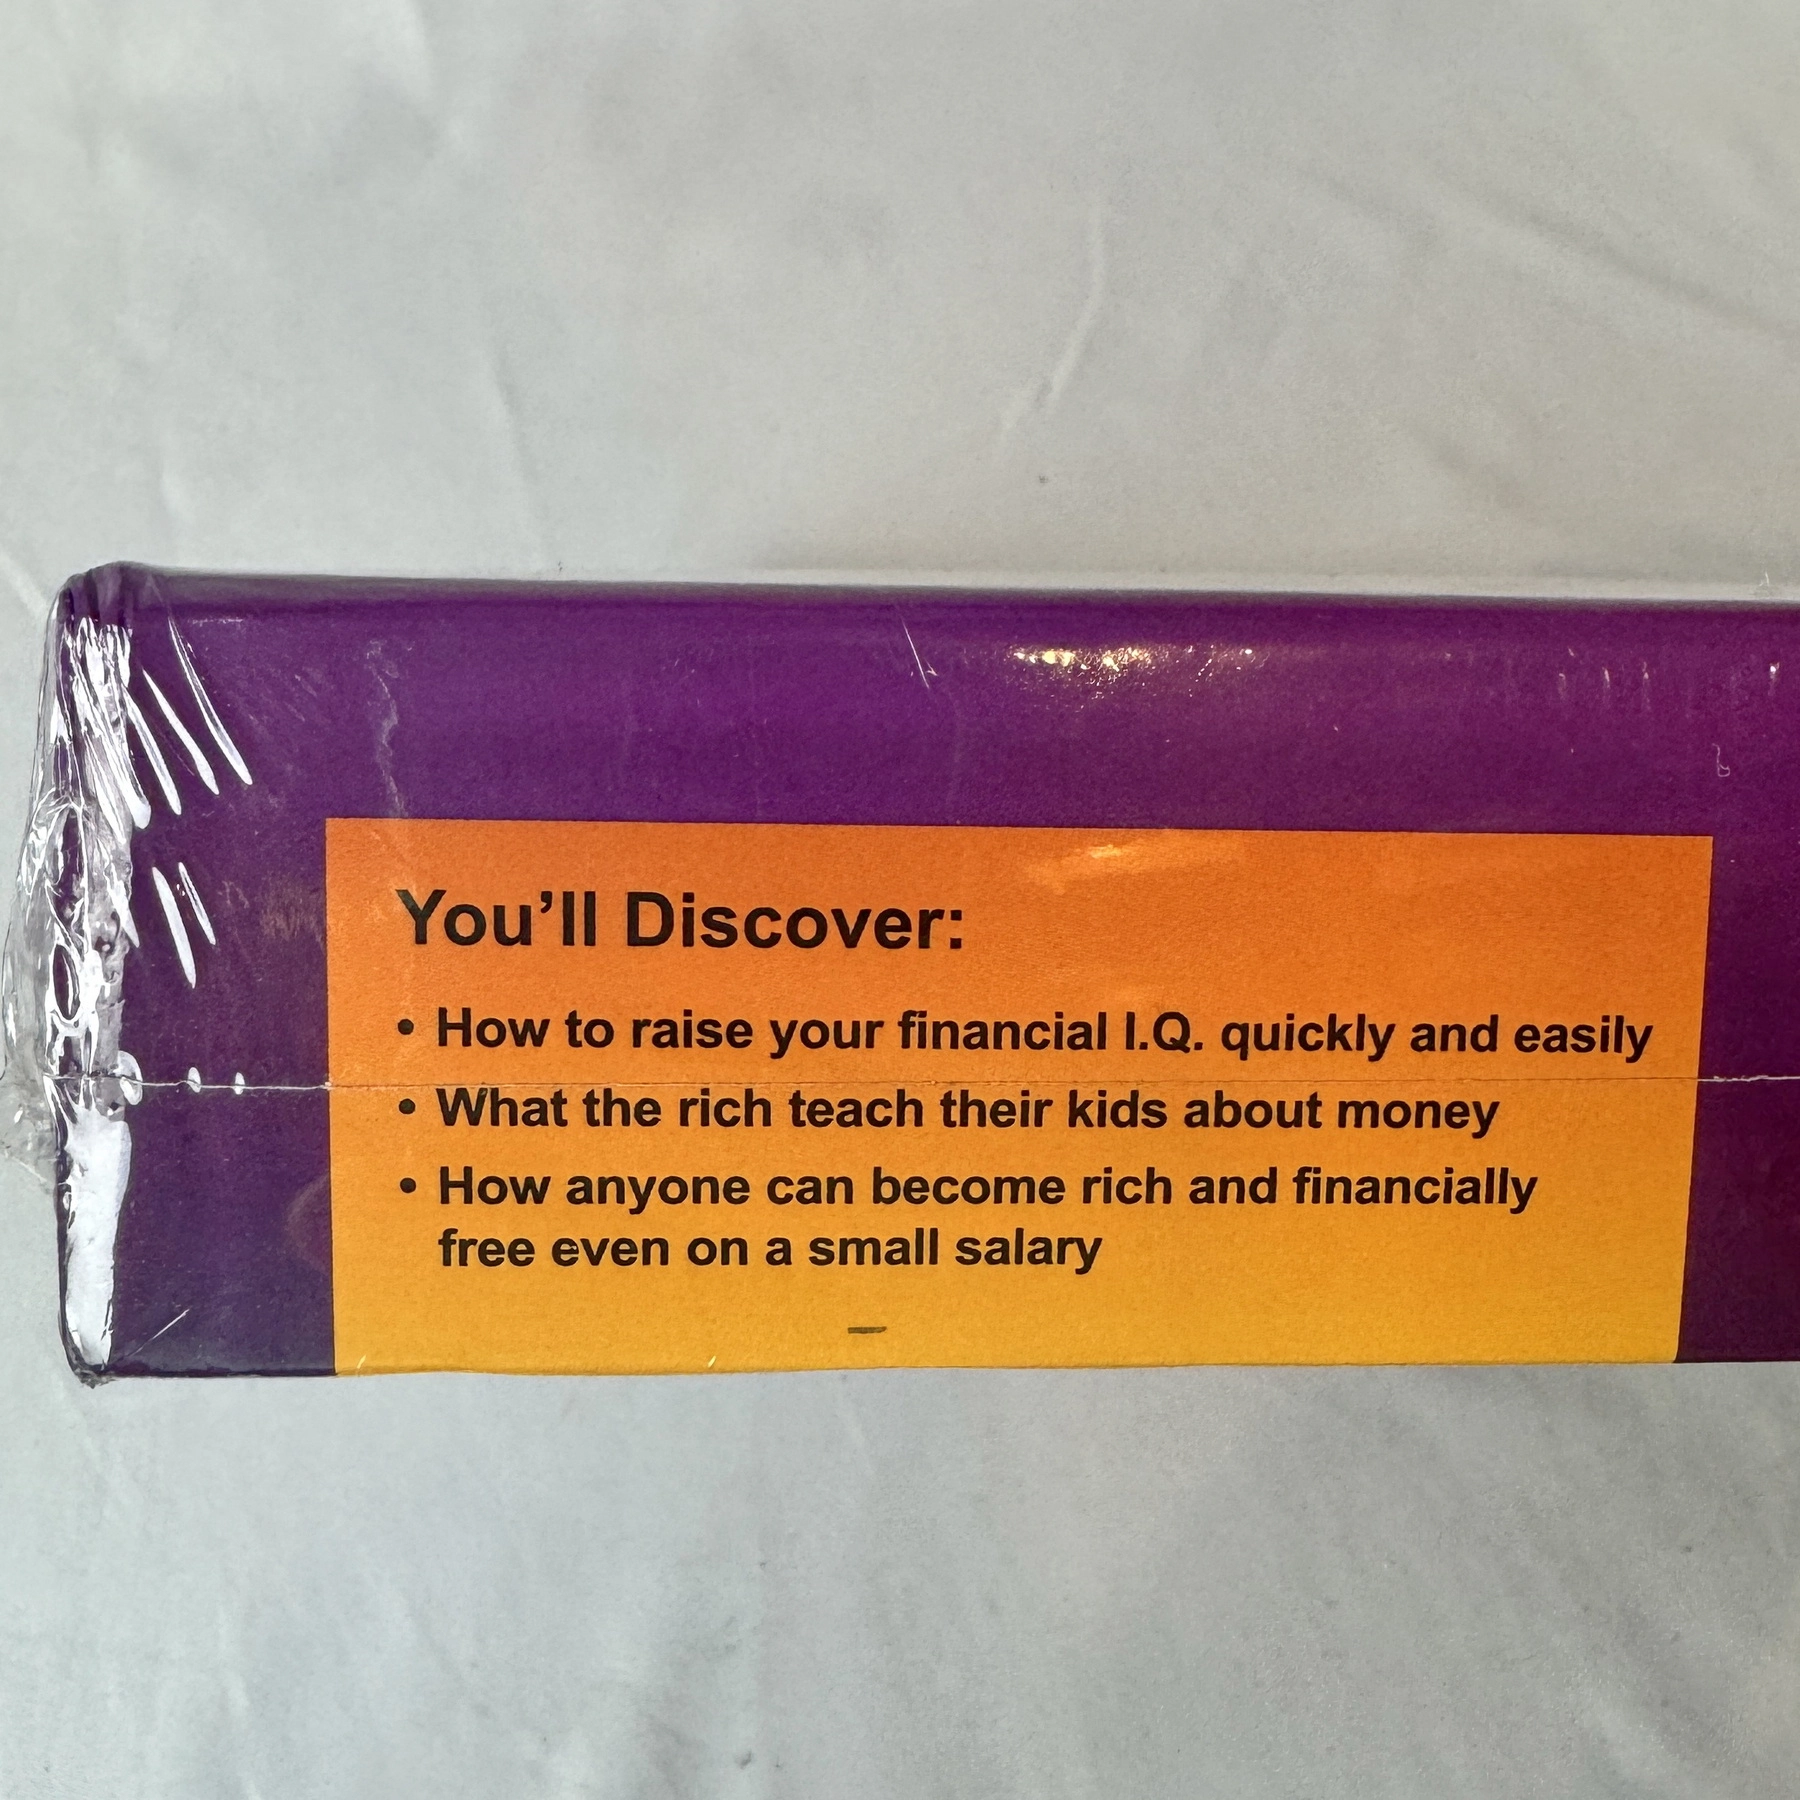 You’ll Discover:
• How to raise your financial I.Q. quickly and easily
• What the rich teach their kids about money
• How anyone can become rich and financially
free even on a small salary